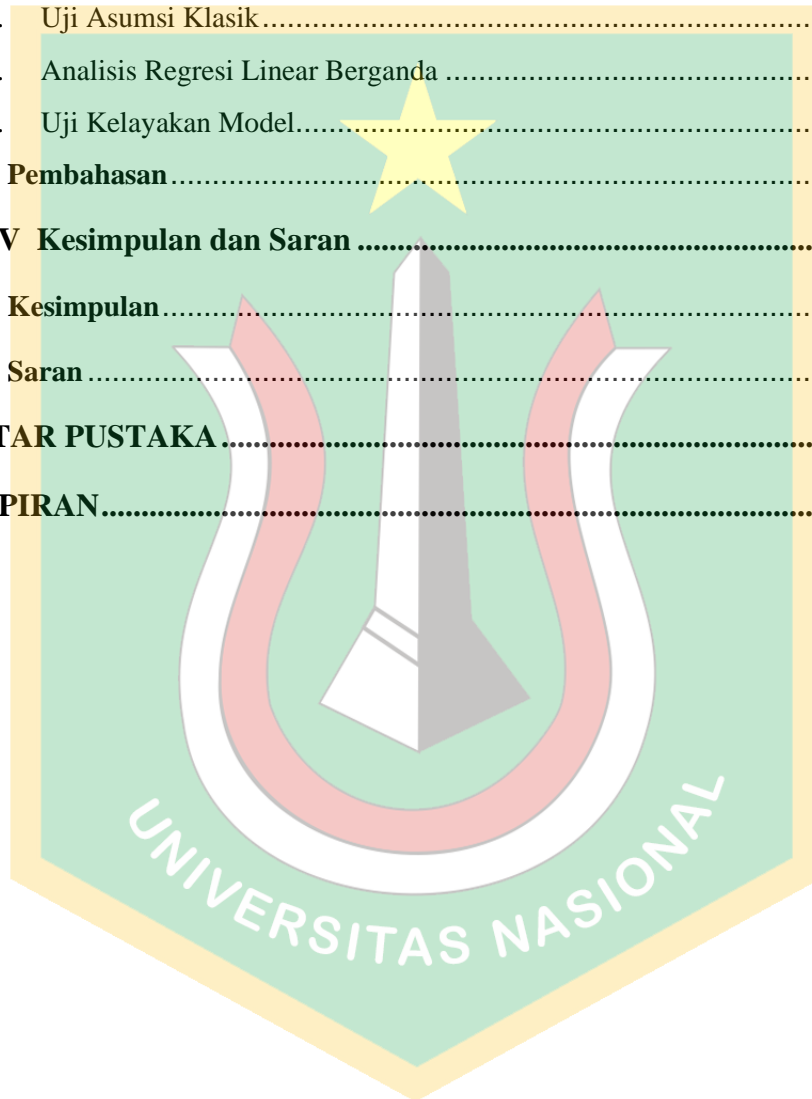 . Uji Asumsi Klasik........................................................................
. Analisis Regresi Linear Berganda ................................................
. Uji Kelayakan Model...................................................................
Pembahasan....................................................................................
V Kesimpulan dan Saran ..............................................................
Kesimpulan.....................................................................................
Saran ...............................................................................................
TAR PUSTAKA ..............................................................................
PIRAN.............................................................................................
UNIVERSITAS NASIONAL